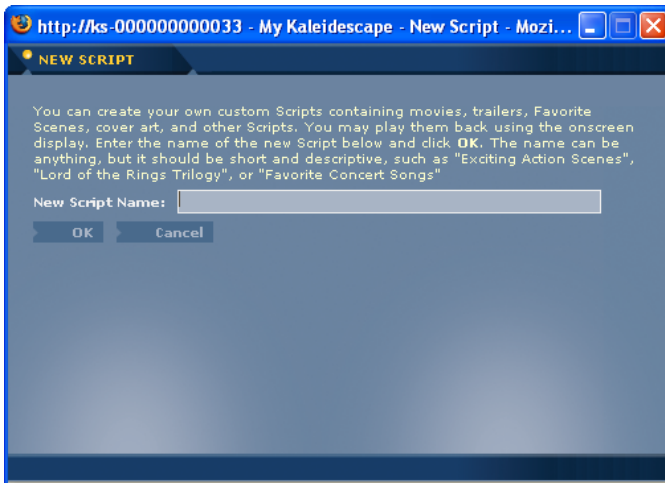 http://ks-000000000033 - My Kaleidescape - New Script - Mozi...
NEW SCRIPT
You can create your own custom Scripts containing movies, trailers, Favorite
Scenes, cover art, and other Scripts. You may play them back using the onscreen
display. Enter the name of the new Script below and click OK. The name can be
anything, but it should be short and descriptive, such as "Exciting Action Scenes",
"Lord of the Rings Trilogy", or "Favorite Concert Songs"
New Script Name:
OK Cancel